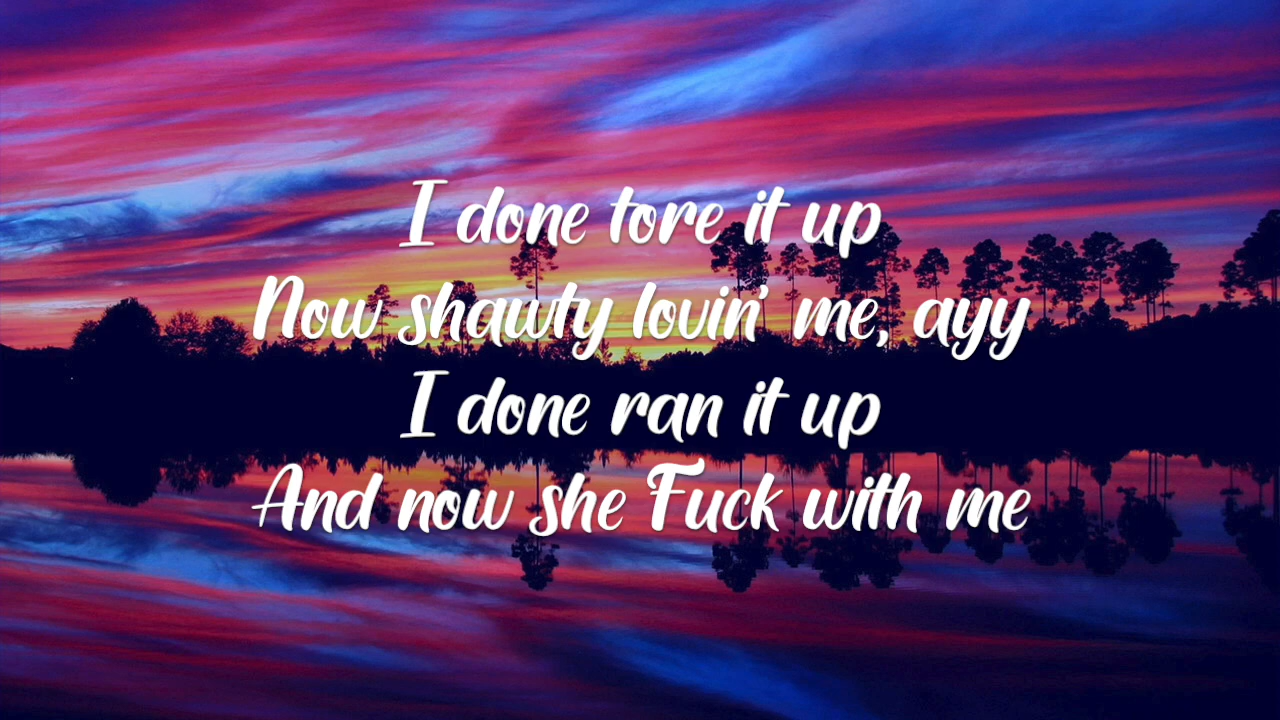 I done tore it up
Now shawty lovin' me, ayy
I done ran it up
And now she Fuck with me